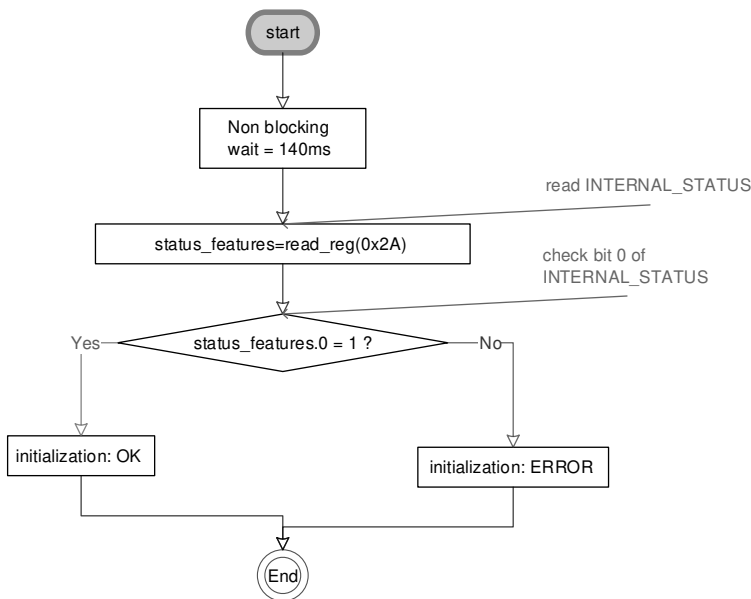 start
Non blocking
wait = 140ms
read INTERNAL_STATUS
status_features=read_reg(0x2A)
check bit 0 of
INTERNAL_STATUS
Yes
status_features.0 = 1 ?
No
initialization: OK
initialization: ERROR
End